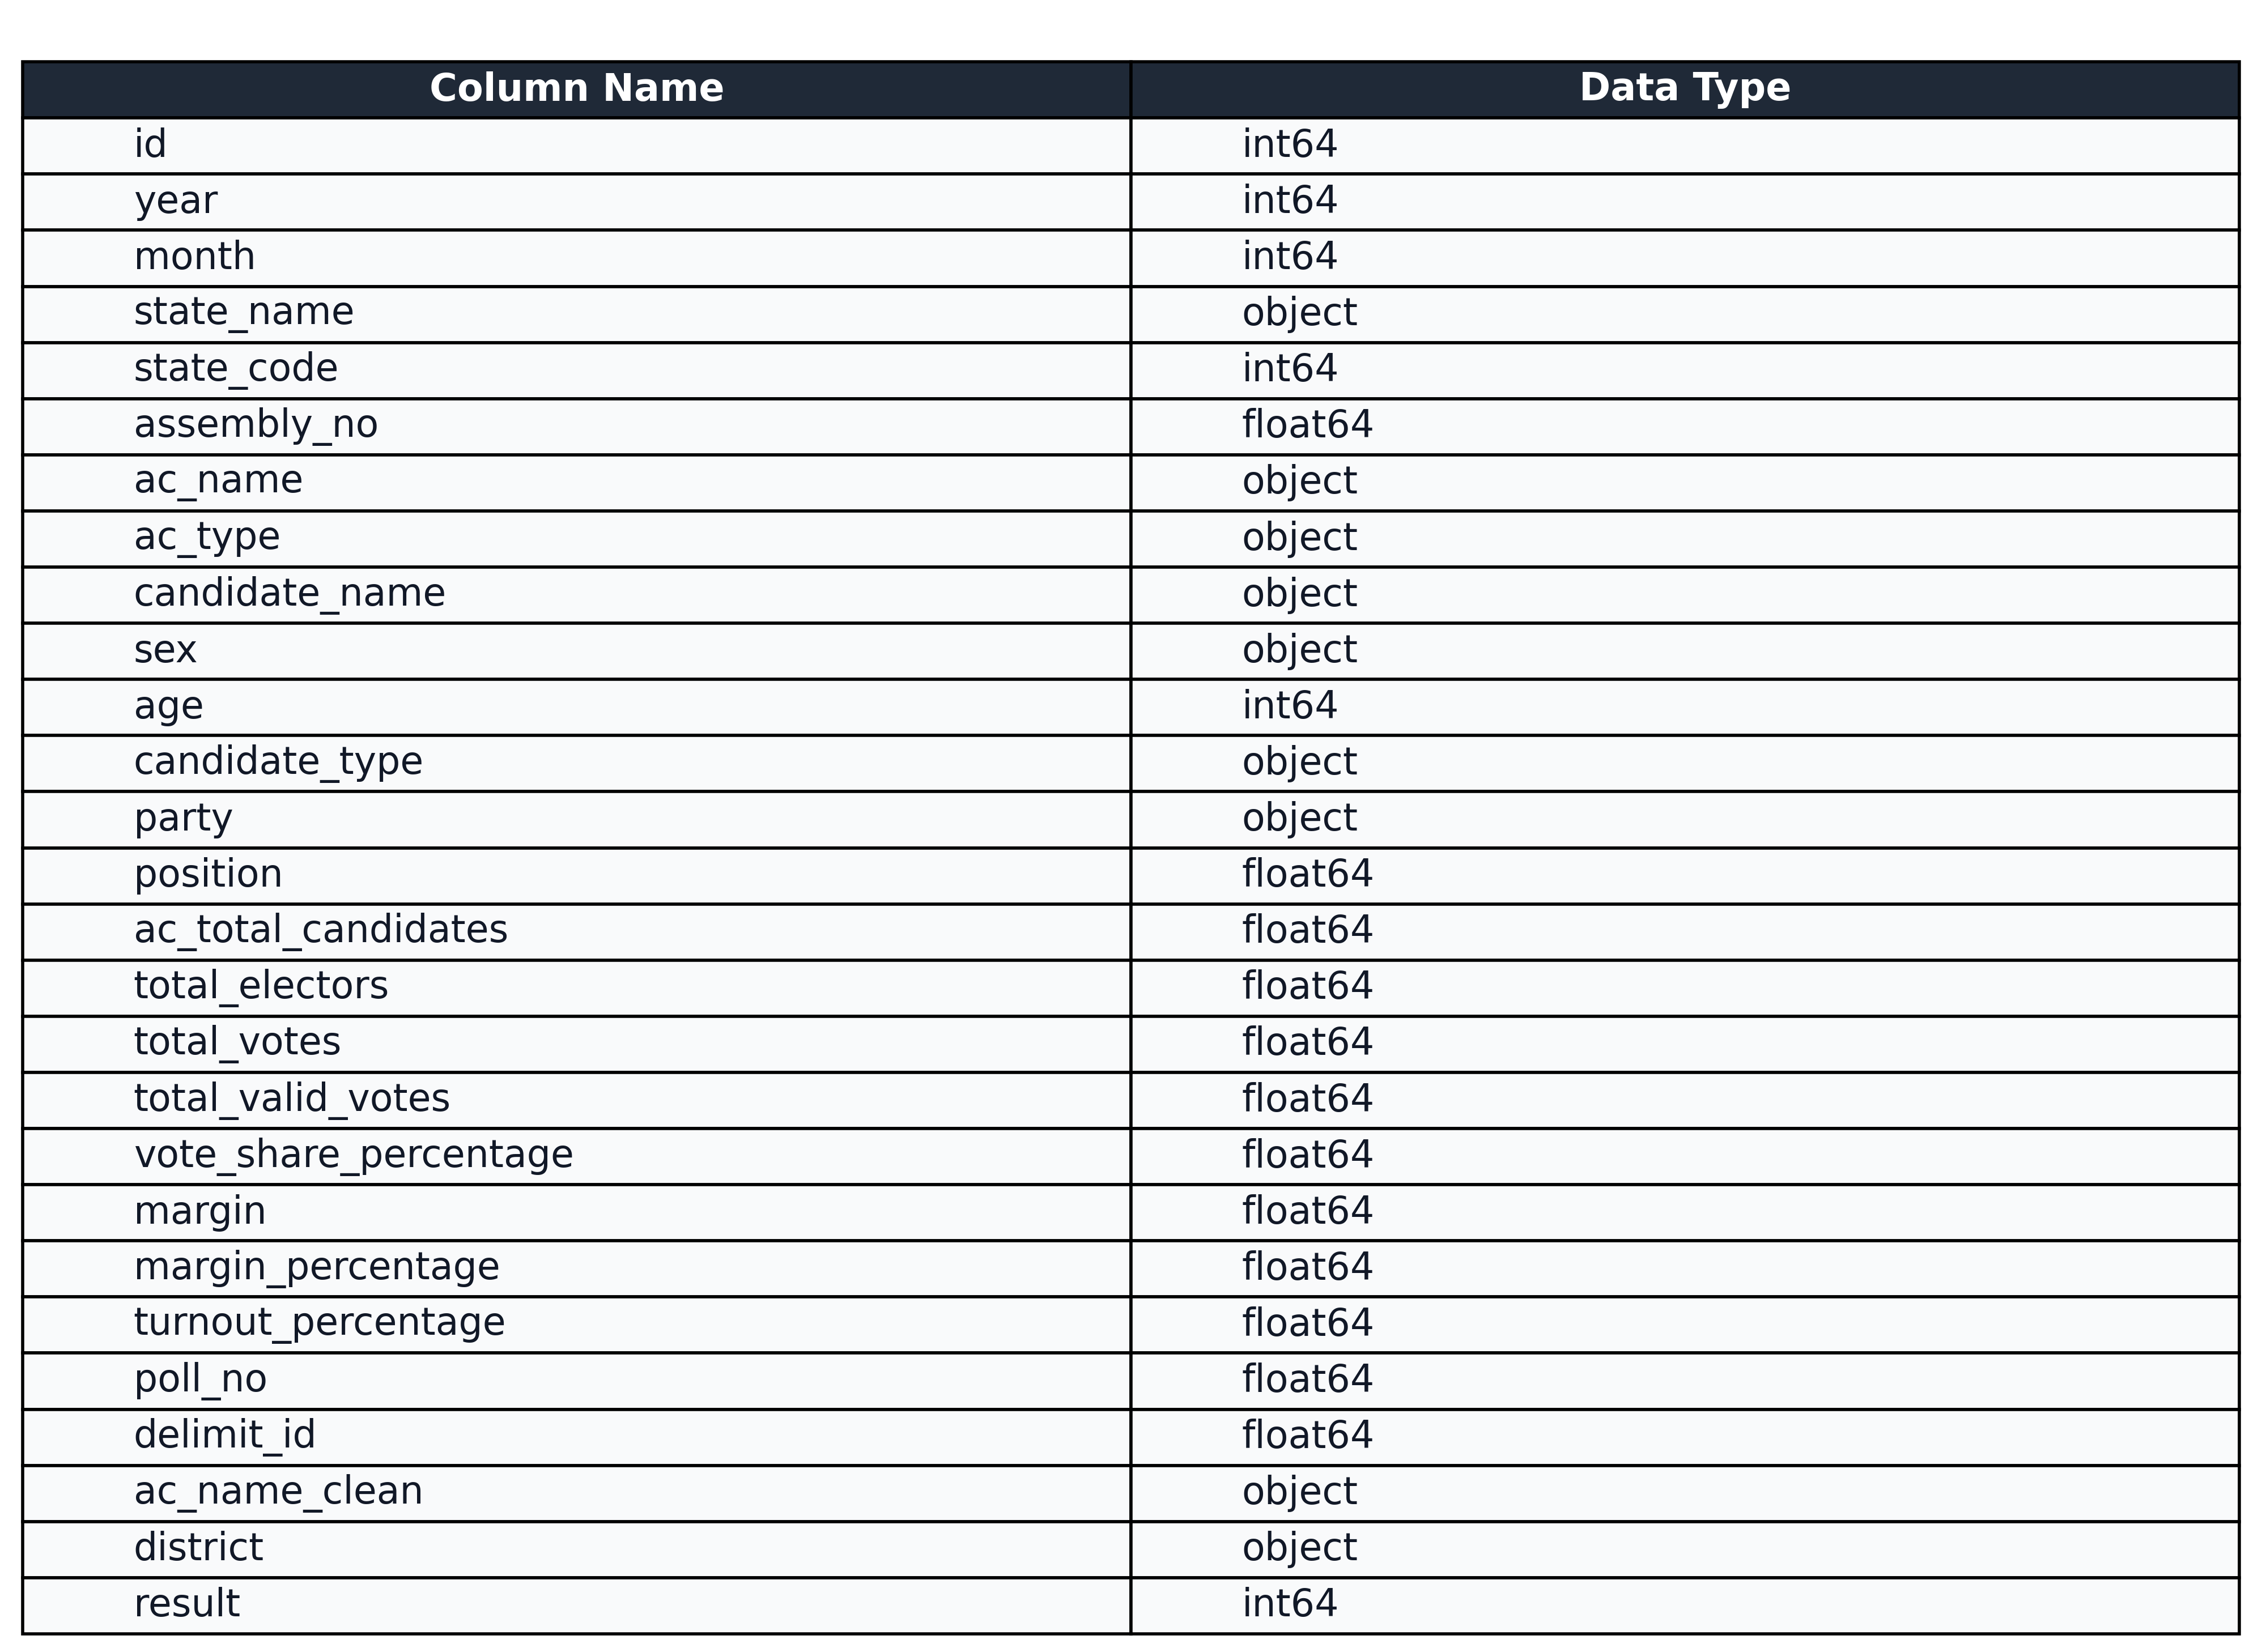 Column Name Data Type
id int64
year int64
month int64
state_name object
state_code int64
assembly_no float64
ac_name object
ac_type object
candidate_name object
sex object
age int64
candidate_type object
party object
position float64
ac_total_candidates float64
total_electors float64
total_votes float64
total_valid_votes float64
vote_share_percentage float64
margin float64
margin_percentage float64
turnout_percentage float64
poll_no float64
delimit_id float64
ac_name_clean object
district object
result int64